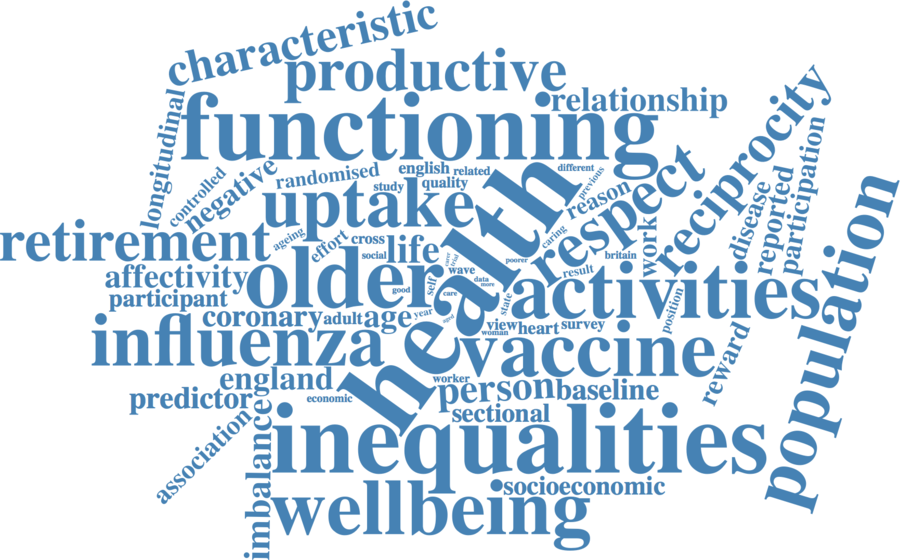 characteristic
productive
relationship
functioning
longitudinal
controlled
negative
randomised
english
related
study
quality
different
previous
reason
respect
reciprocity
participation
reported
disease
uptake
health
retirement
ageing
effort
cross
social
life
career
trial
wave
poorer
caring
britain
work
result
affectivity
older
good
self
care
data
more
state
activities
position
population
participant
coronary
adult
age
year
aged
view
woman
heart
survey
influenza
vaccine
reward
england
economic
worker
person
baseline
predictor
association
imbalance
sectional
inequalities
socioeconomic
wellbeing